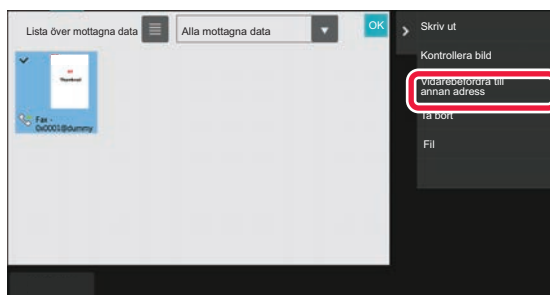 Lista över mottagna data
Alla mottagna data
OK
Fax -
0x0001@dummy
Skriv ut
Kontrollera bild
Vidarebefordra till
annan adress
Ta bort
Fil